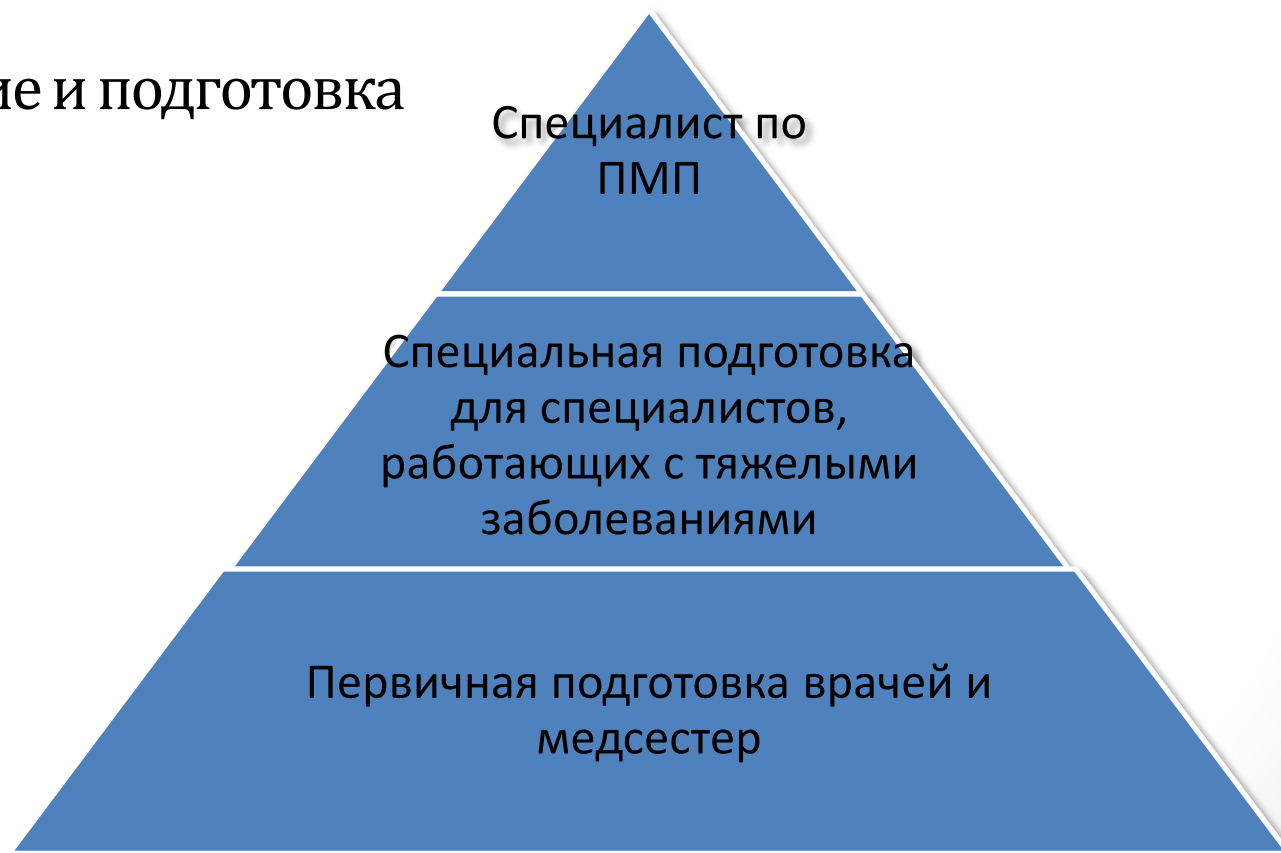 ие и подготовка
Специалист по
ПМП
Специальная подготовка
для специалистов,
работающих с тяжелыми
заболеваниями
Первичная подготовка врачей и
медсестер